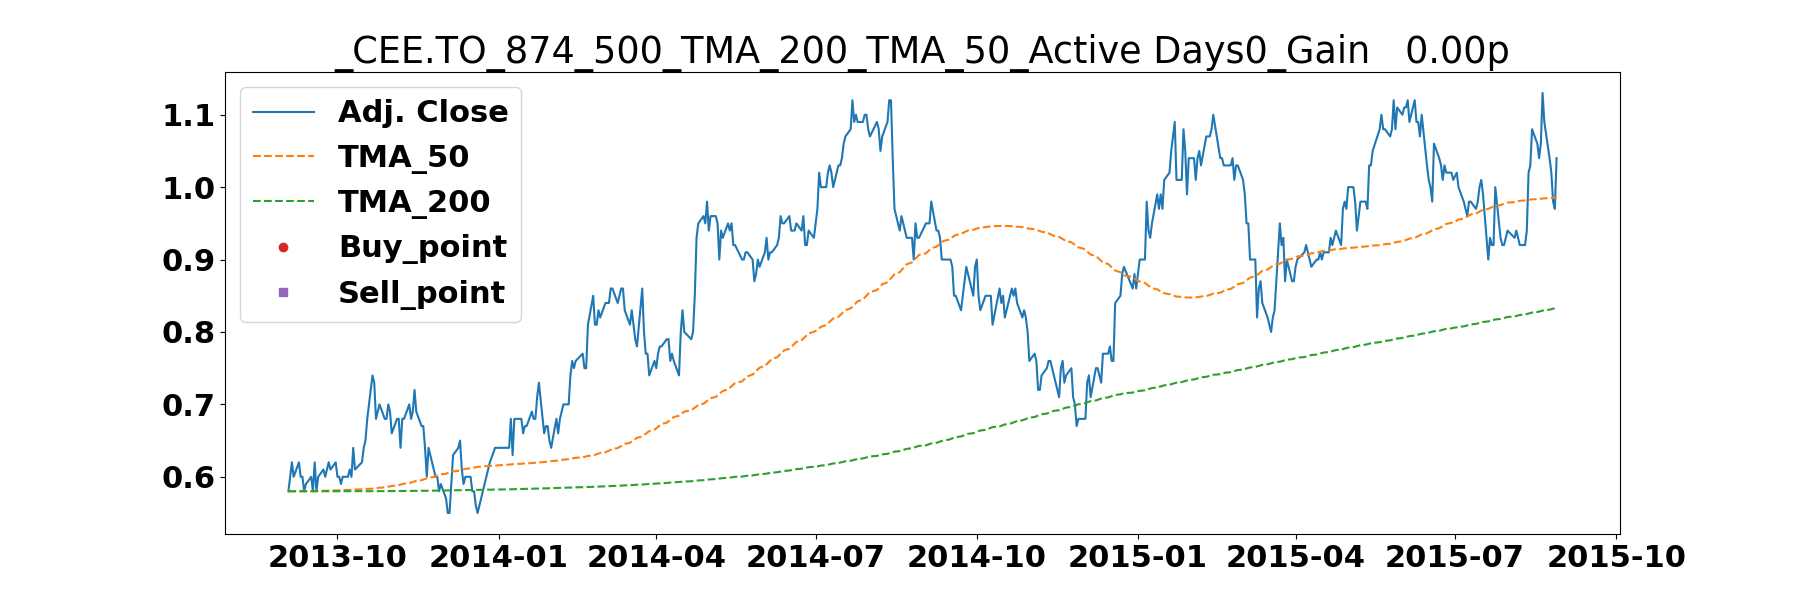 _CEE.TO_874_500_TMA_200_TMA_50_Active Days0_Gain   0.00p
Adj. Close
TMA_50
TMA_200
Buy_point
Sell_point
1.1
1.0
0.9
0.8
0.7
0.6
2013-10 2014-01 2014-04 2014-07 2014-10 2015-01 2015-04 2015-07 2015-10